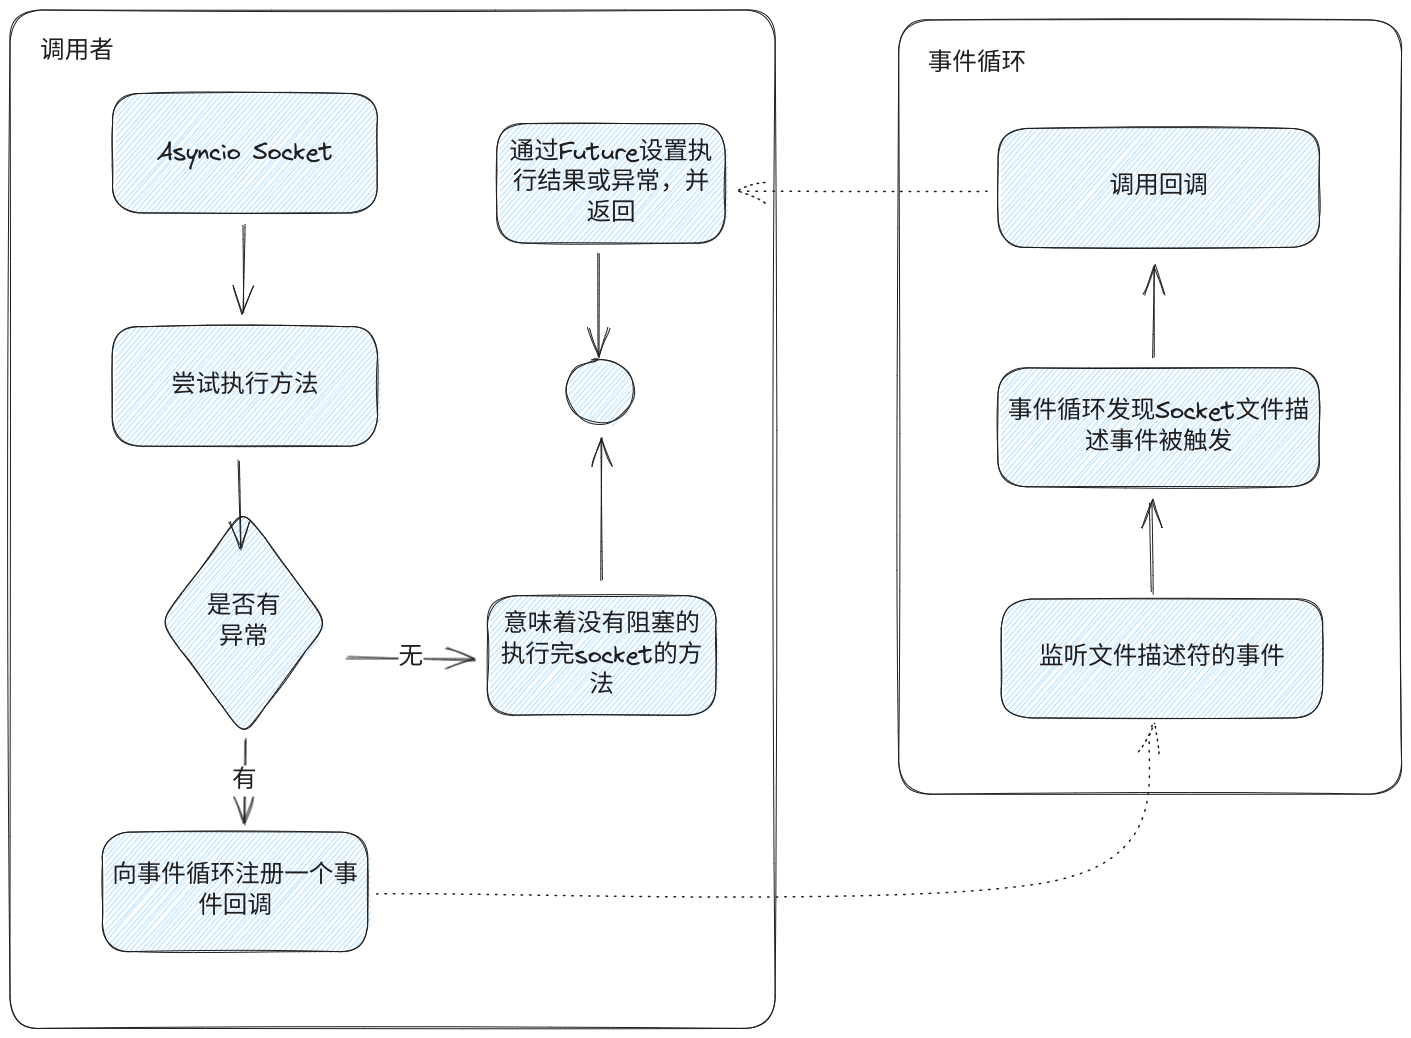 调用者
Asyncio Socket
尝试执行方法
是否有
异常
无
有
向事件循环注册一个事
件回调
通过Future设置执
行结果或异常，并
返回
意味着没有阻塞的
执行完socket的方
法
事件循环
调用回调
事件循环发现Socket文件描
述事件被触发
监听文件描述符的事件